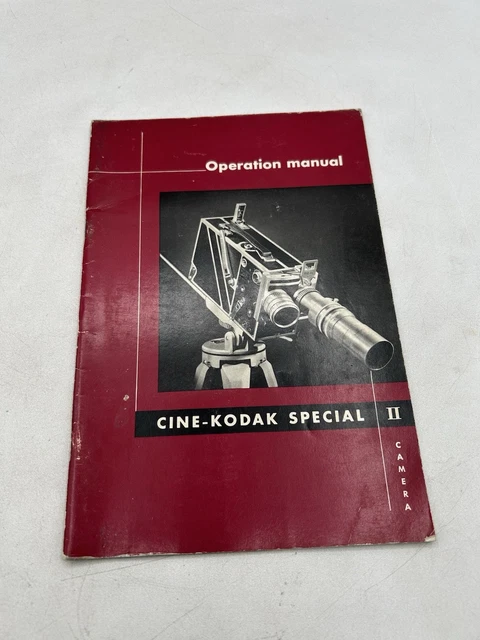 Operation manual
CINE-KODAK SPECIAL II
CAMERA